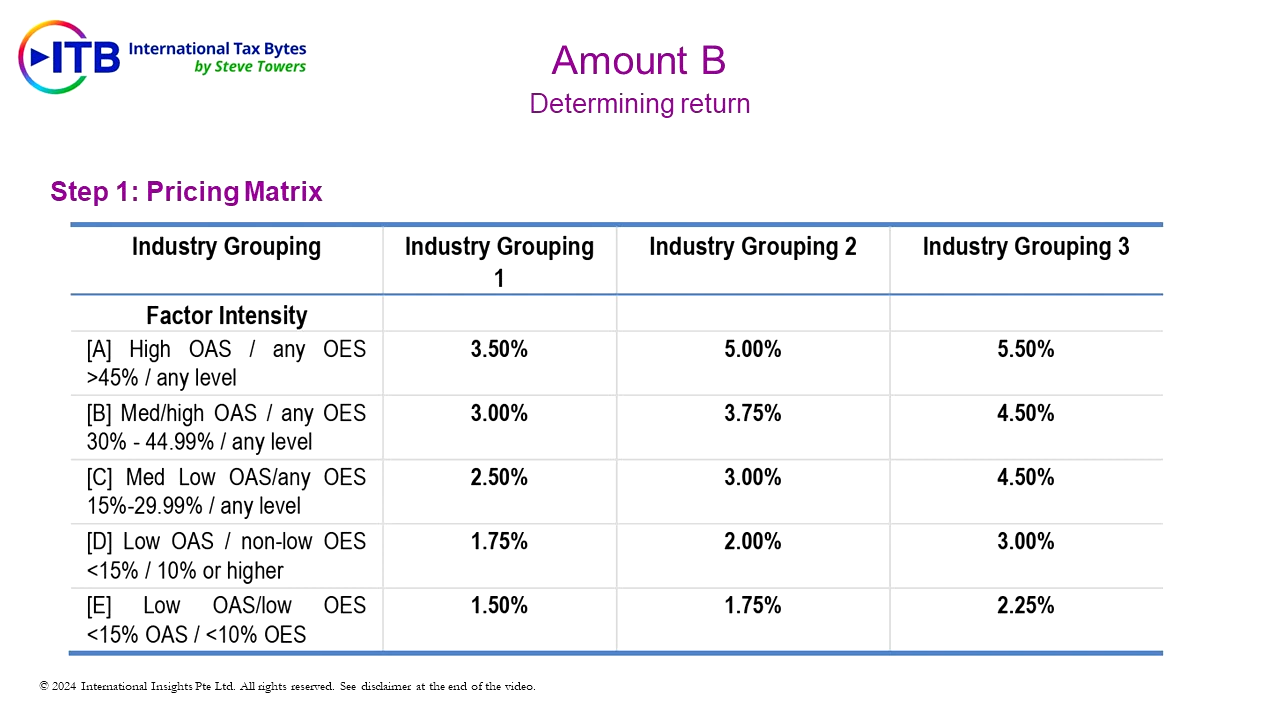 ITB International Tax Bytes
by Steve Towers
Amount B
Determining return
Step 1: Pricing Matrix
Industry Grouping Industry Grouping 1 Industry Grouping 2 Industry Grouping 3
Factor Intensity
[A] High OAS / any OES 3.50% 5.00% 5.50%
>45% / any level
[B] Med/high OAS / any OES 3.00% 3.75% 4.50%
30% - 44.99% / any level
[C] Med Low OAS/any OES 2.50% 3.00% 4.50%
15%-29.99% / any level
[D] Low OAS / non-low OES 1.75% 2.00% 3.00%
<15% / 10% or higher
[E] Low OAS/low OES 1.50% 1.75% 2.25%
<15% OAS / <10% OES
© 2024 International Insights Pte Ltd. All rights reserved. See disclaimer at the end of the video.